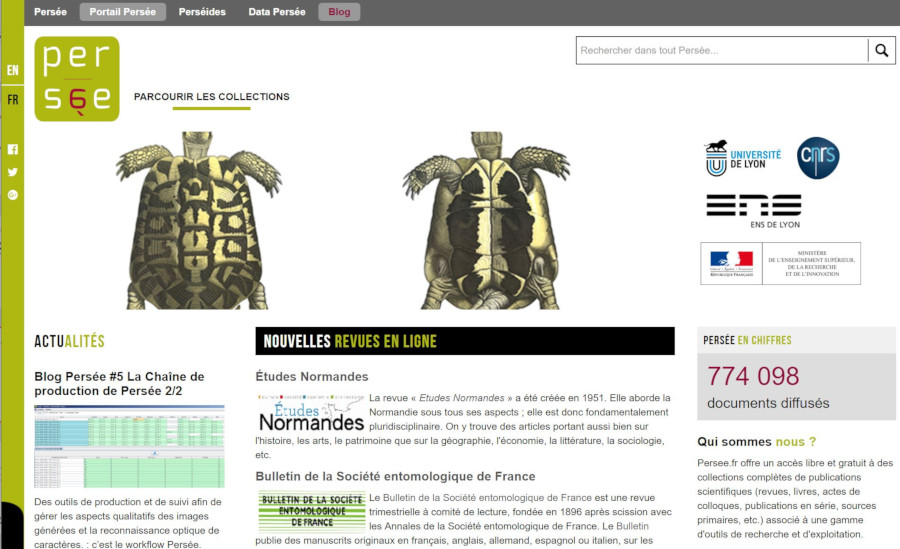 Persée Portail Persée Perséides Data Persée Blog
EN
FR
per
sée
PARCOURIR LES COLLECTIONS
Rechercher dans tout Persée...
UNIVERSITÉ
DE LYON
cnrs
ENS
ENS DE LYON
RÉPUBLIQUE FRANÇAISE
MINISTÈRE
DE L'ENSEIGNEMENT SUPÉRIEUR,
DE LA RECHERCHE
ET DE L'INNOVATION
ACTUALITÉS
Blog Persée #5 La Chaîne de
production de Persée 2/2
Des outils de production et de suivi afin de
gérer les aspects qualitatifs des images
générées et la reconnaissance optique de
caractères. : c'est le workflow Persée.
NOUVELLES REVUES EN LIGNE
Études Normandes
Études
Normandes
La revue « Etudes Normandes » a été créée en 1951. Elle aborde la
Normandie sous tous ses aspects ; elle est donc fondamentalement
pluridisciplinaire. On y trouve des articles portant aussi bien sur
l'histoire, les arts, le patrimoine que sur la géographie, l'économie, la littérature, la sociologie,
etc.
Bulletin de la Société entomologique de France
BULLETIN DE LA SOCIÉTÉ
ENTOMOLOGIQUE
DE FRANCE
Le Bulletin de la Société entomologique de France est une revue
trimestrielle à comité de lecture, fondée en 1896 après scission avec
les Annales de la Société entomologique de France. Le Bulletin
publie des manuscrits originaux en français, anglais, allemand, espagnol ou italien, sur les
PERSÉE EN CHIFFRES
774 098
documents diffusés
Qui sommes nous ?
Persee.fr offre un accès libre et gratuit à des
collections complètes de publications
scientifiques (revues, livres, actes de
colloques, publications en série, sources
primaires, etc.) associé à une gamme
d'outils de recherche et d'exploitation.